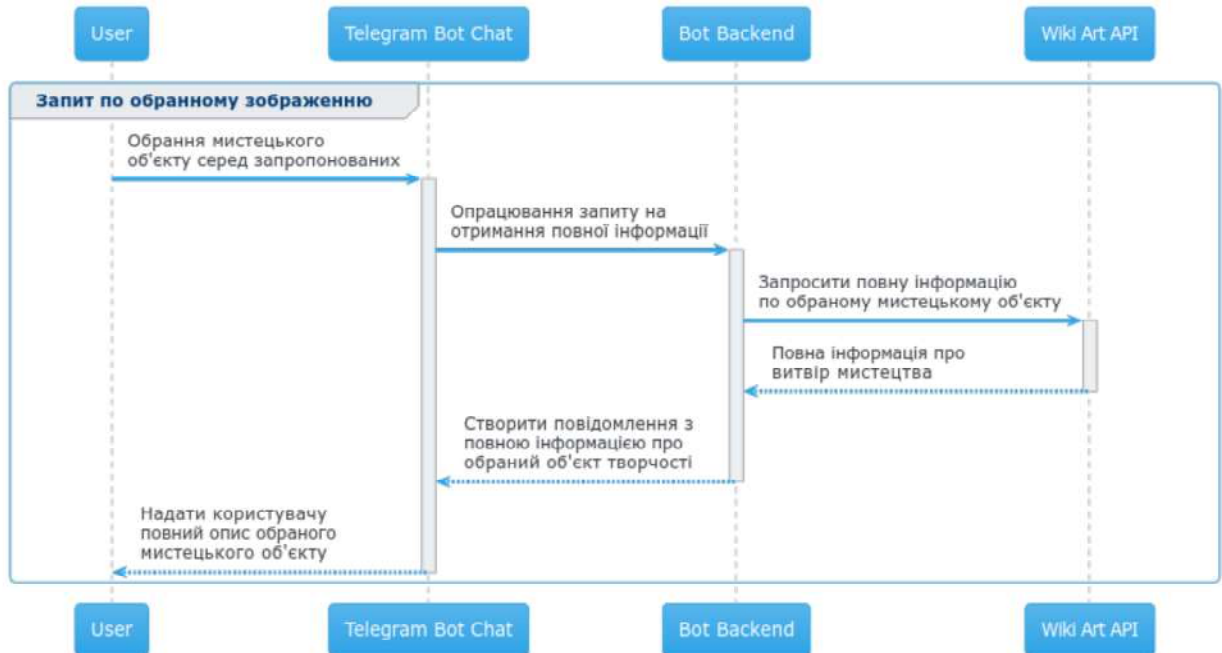 User
Telegram Bot Chat
Bot Backend
Wiki Art API
Запит по обранному зображенню
Обрання мистецького
об'єкту серед запропонованих
Опрацювання запиту на
отримання повної інформації
Запросити повну інформацію
по обраному мистецькому об'єкту
Повна інформація про
витвір мистецтва
Створити повідомлення з
повною інформацією про
обраний об'єкт творчості
Надати користувачу
повний опис обраного
мистецького об'єкту
User
Telegram Bot Chat
Bot Backend
Wiki Art API